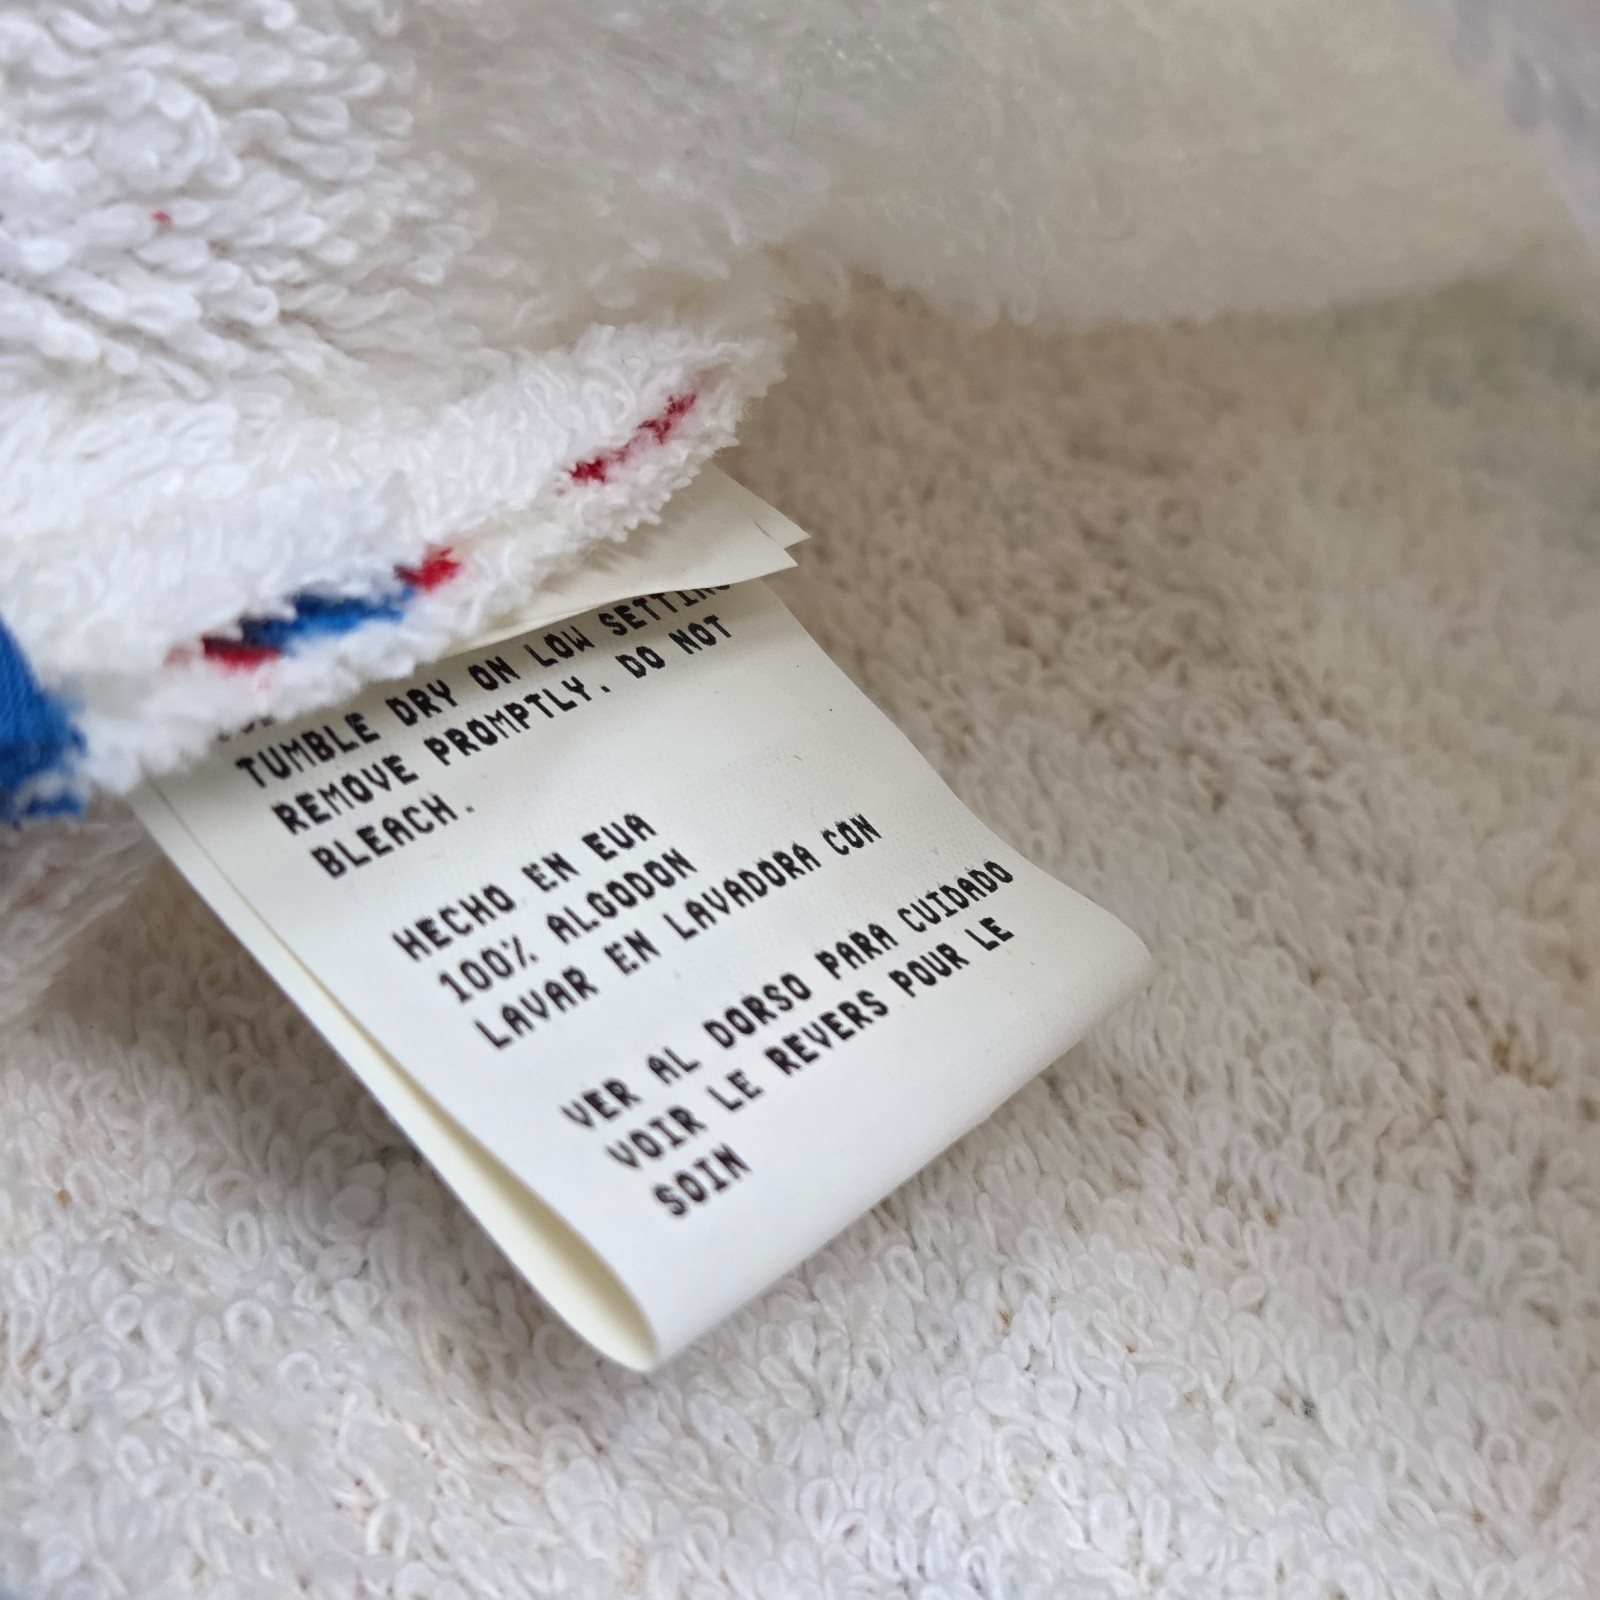 TUMBLE DRY ON LOW SETTING
REMOVE PROMPTLY. DO NOT
BLEACH.
HECHO EN EUA
100% ALGODON
LAVAR EN LAVADORA CON
VER AL DORSO PARA CUIDADO
VOIR LE REVERS POUR LE
SOIN